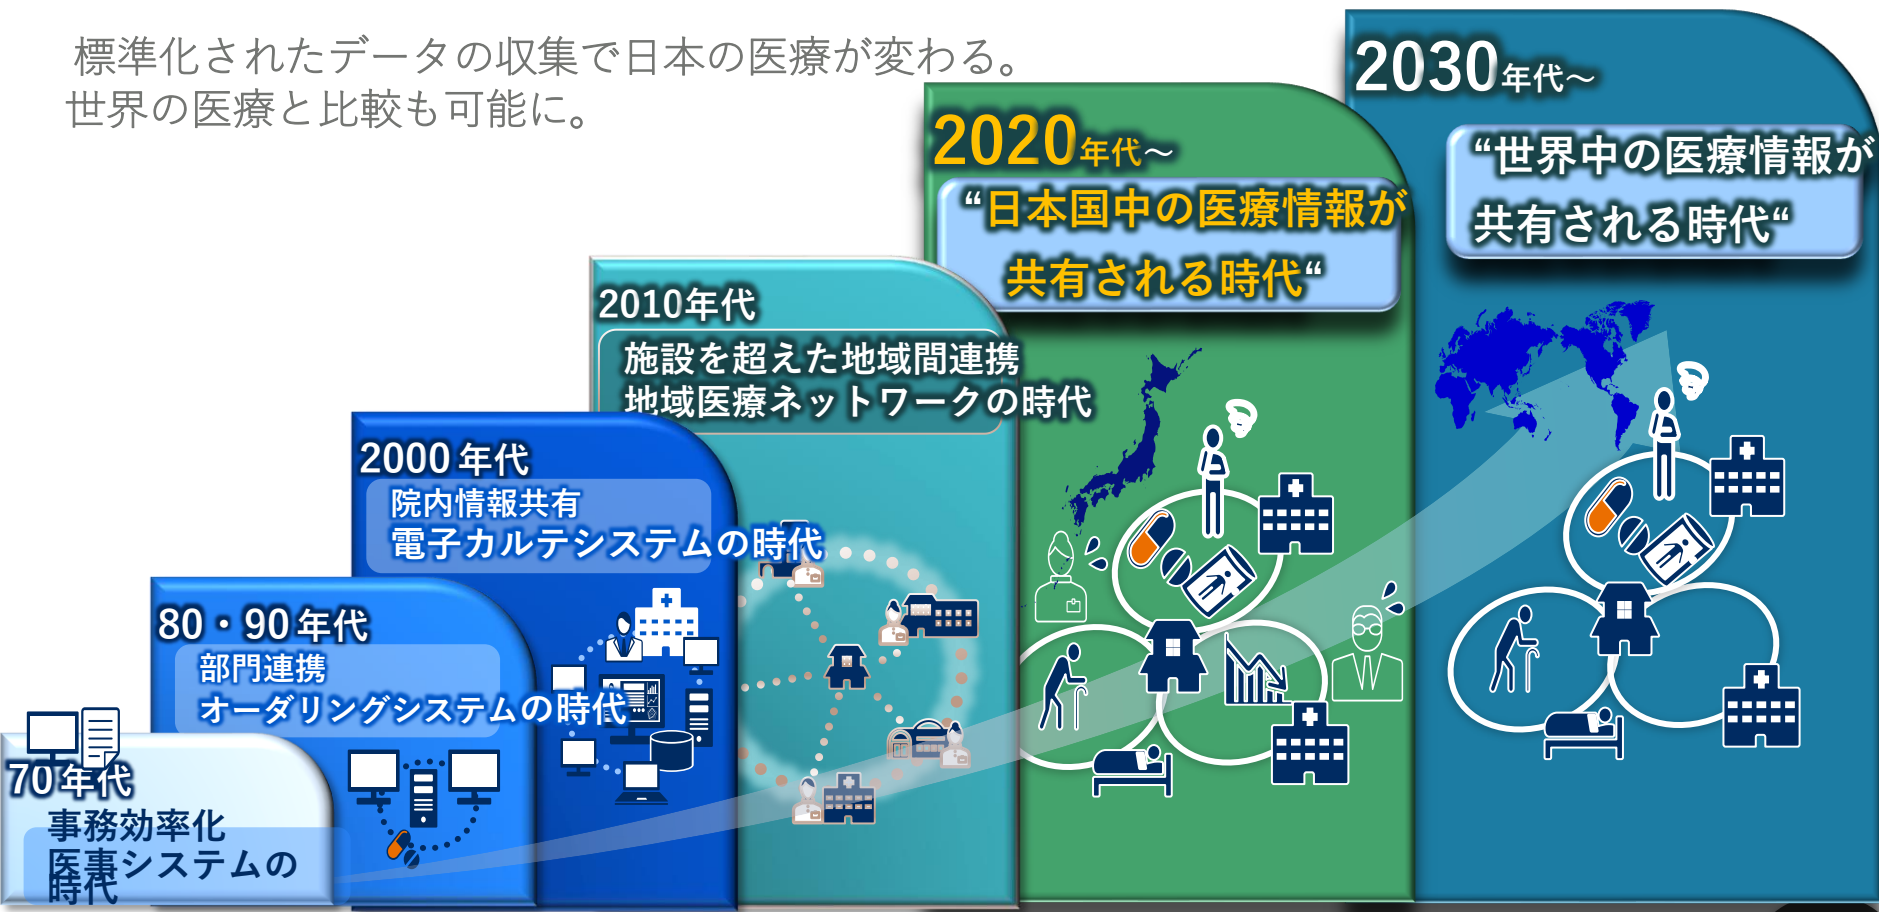 標準化されたデータの収集で日本の医療が変わる。
世界の医療と比較も可能に。
70年代
事務効率化
医事システムの
時代
80・90年代
部門連携
オーダリングシステムの時代
2000年代
院内情報共有
電子カルテシステムの時代
2010年代
施設を超えた地域間連携
地域医療ネットワークの時代
2020年代～
“日本国中の医療情報が
共有される時代“
2030年代～
“世界中の医療情報が
共有される時代“